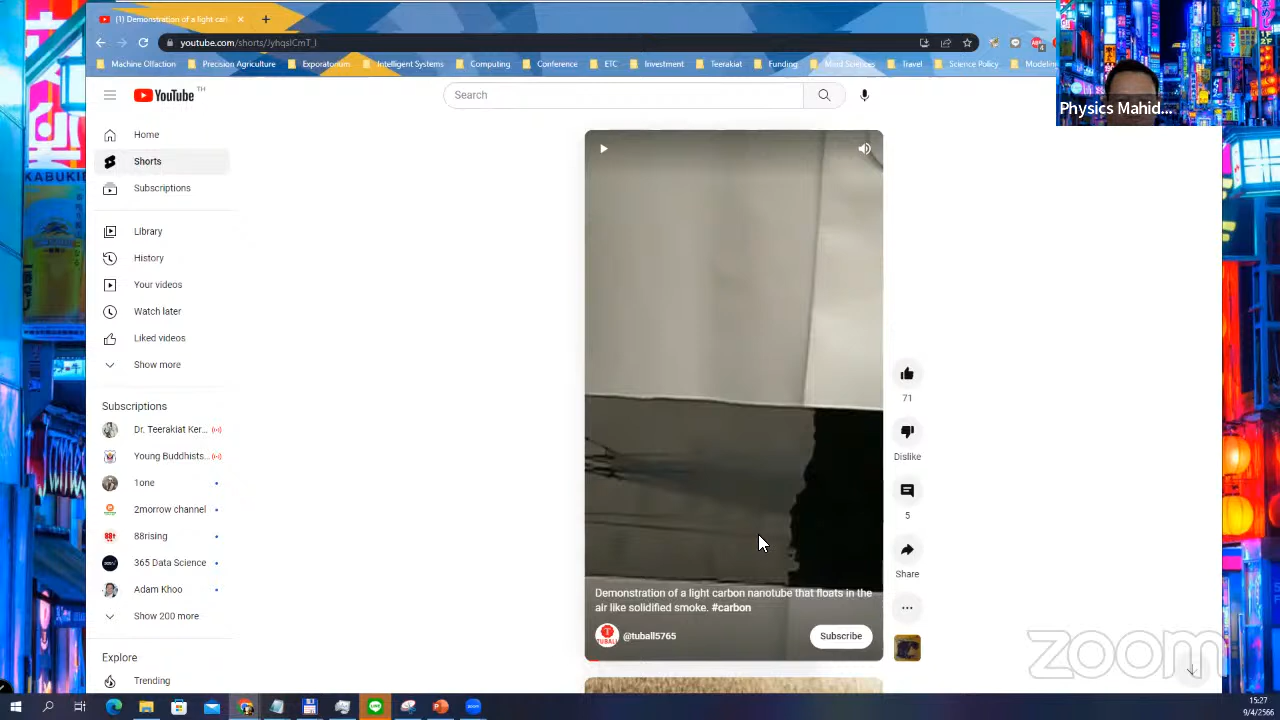 (1) Demonstration of a light carb
youtube.com/shorts/JyhqsICmT_I
Machine Olfaction
Precision Agriculture
Exporatorium
Intelligent Systems
Computing
Conference
ETC
Investment
Teerakiat
Funding
Mind Sciences
Travel
Science Policy
Modeling
Physics Mahid...
YouTube TH
Search
Home
Shorts
Subscriptions
Library
History
Your videos
Watch later
Liked videos
Show more
Subscriptions
Dr. Teerakiat Ker...
Young Buddhists...
1one
2morrow channel
88rising
365 Data Science
Adam Khoo
Show 200 more
Explore
Trending
71
Dislike
5
Share
Demonstration of a light carbon nanotube that floats in the
air like solidified smoke. #carbon
TUBALL
@tuball5765
Subscribe
zoom
KABUKI
15:27
9/4/2566